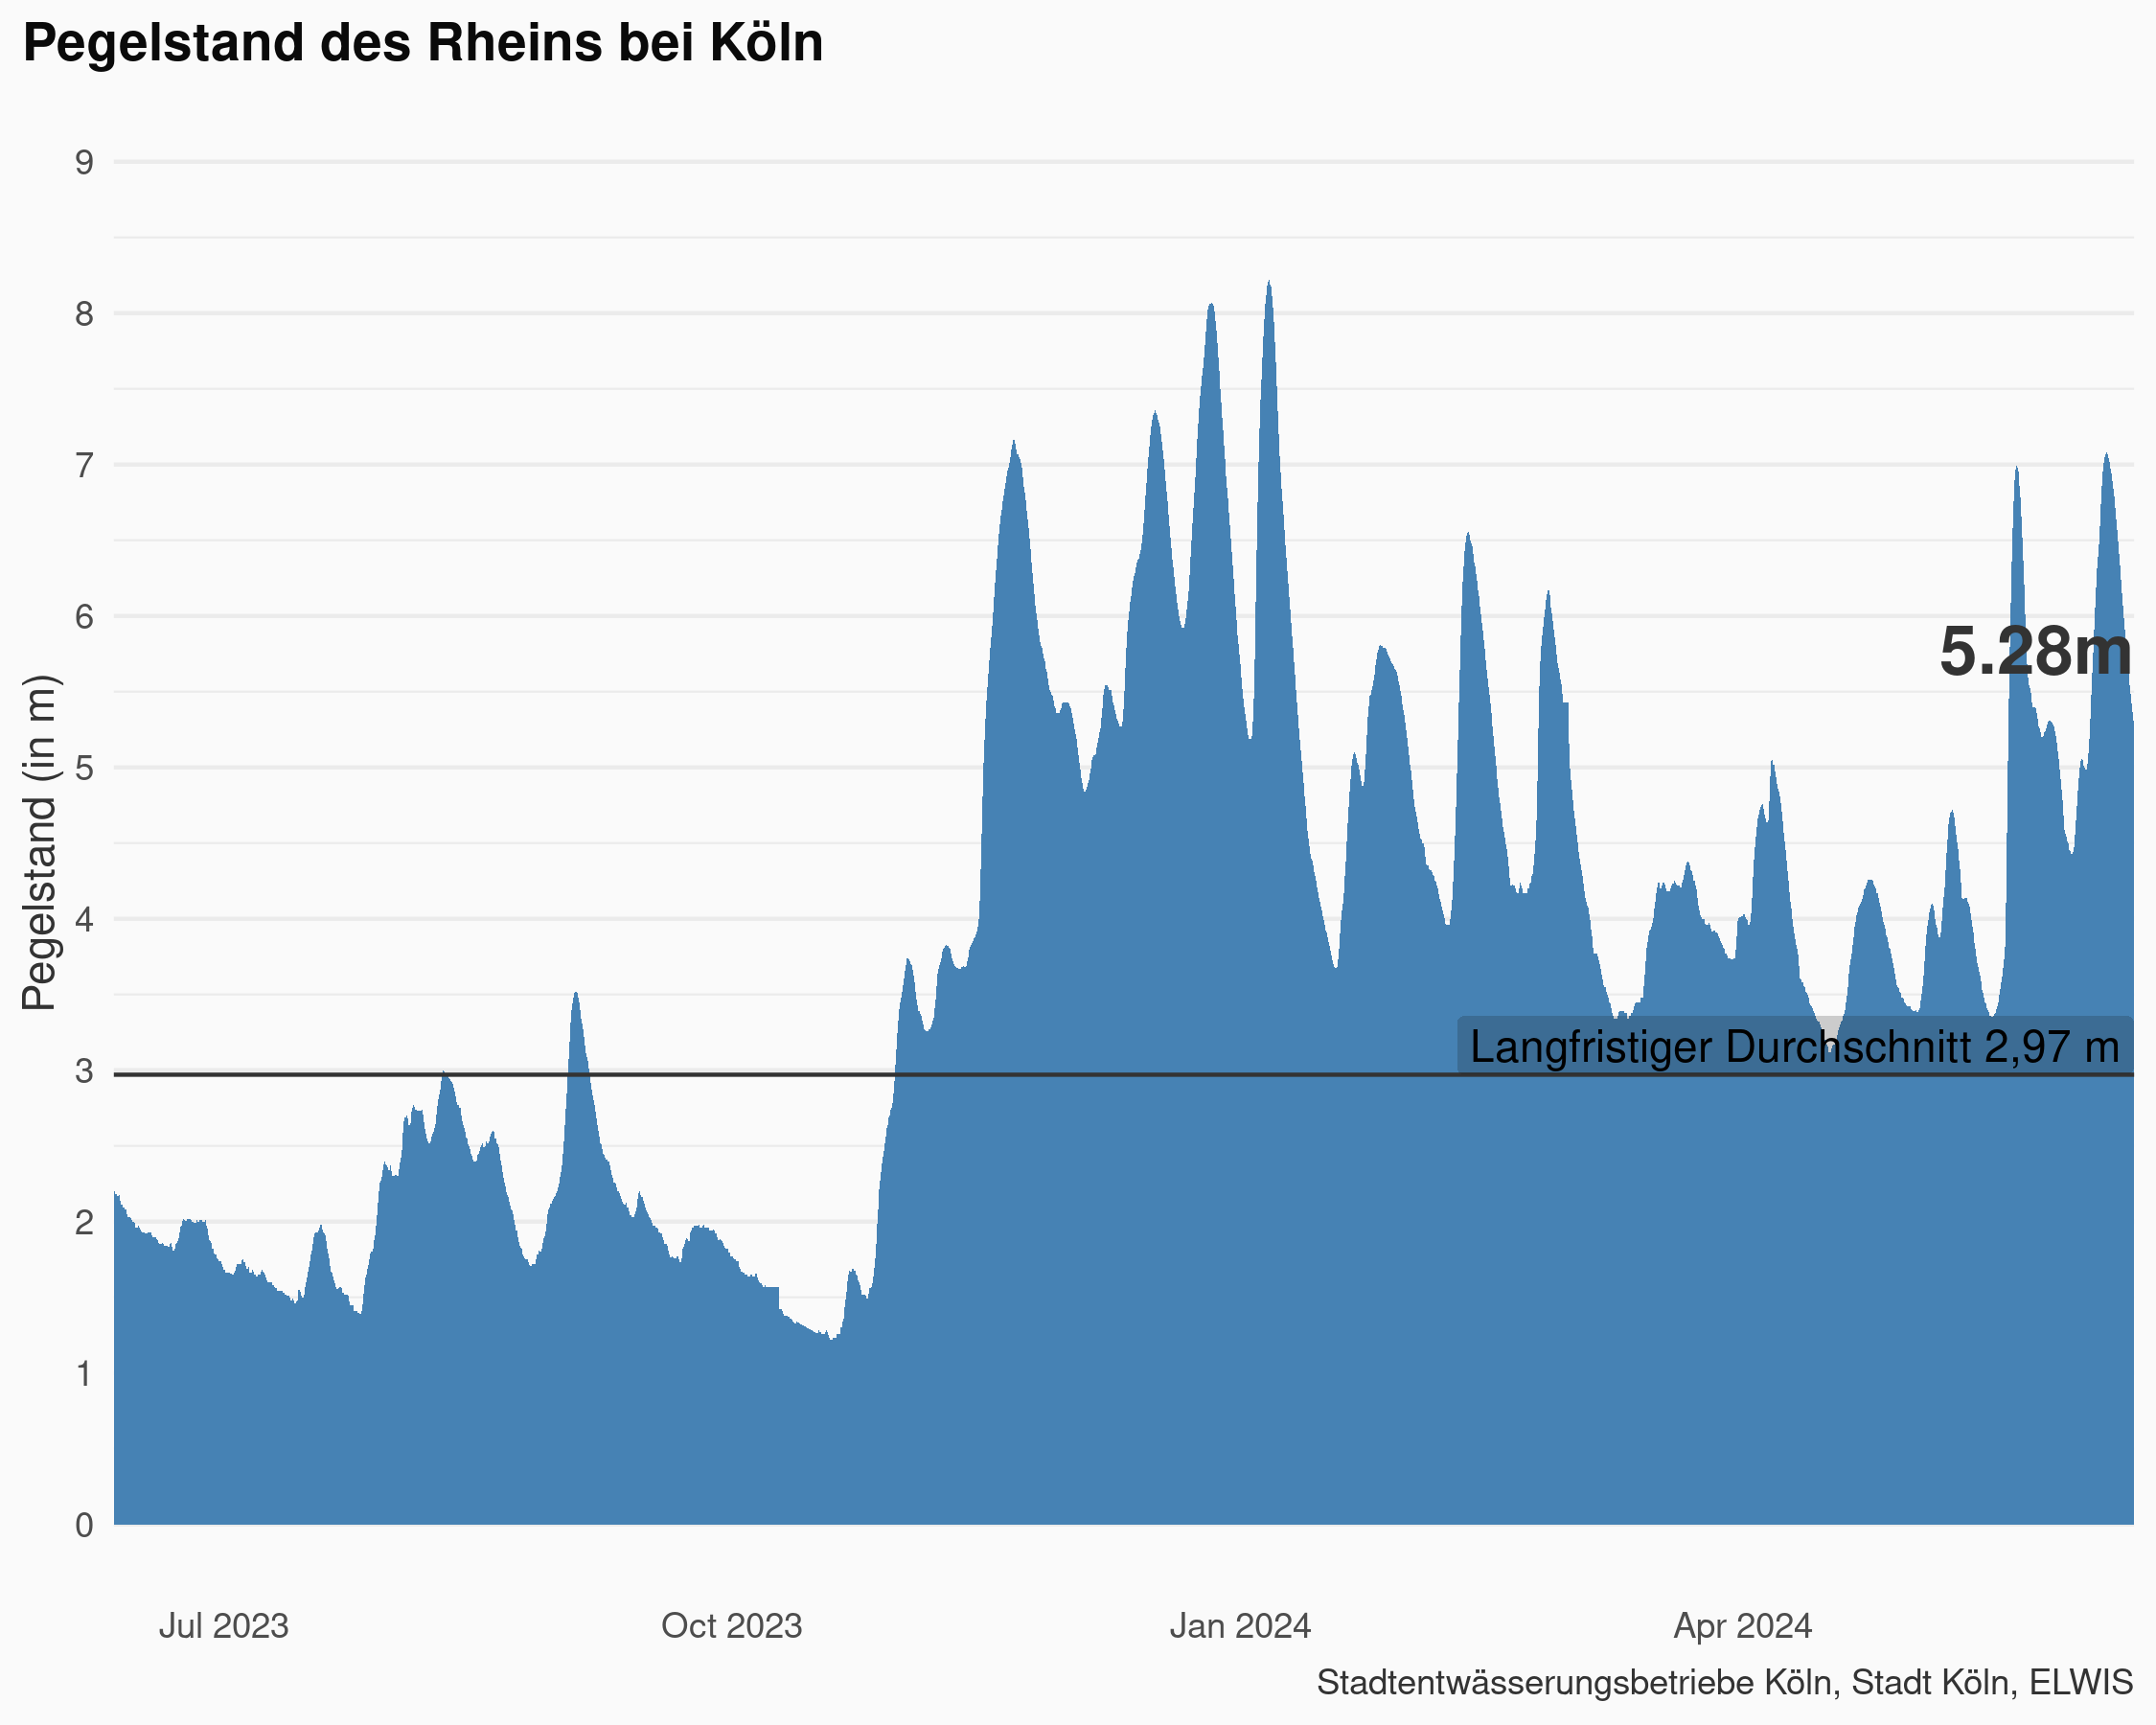 Pegelstand des Rheins bei Köln
Pegelstand (in m)
9
8
7
6
5
4
3
2
1
0
5.28m
Langfristiger Durchschnitt 2,97 m
Jul 2023
Oct 2023
Jan 2024
Apr 2024
Stadtentwässerungsbetriebe Köln, Stadt Köln, ELWIS